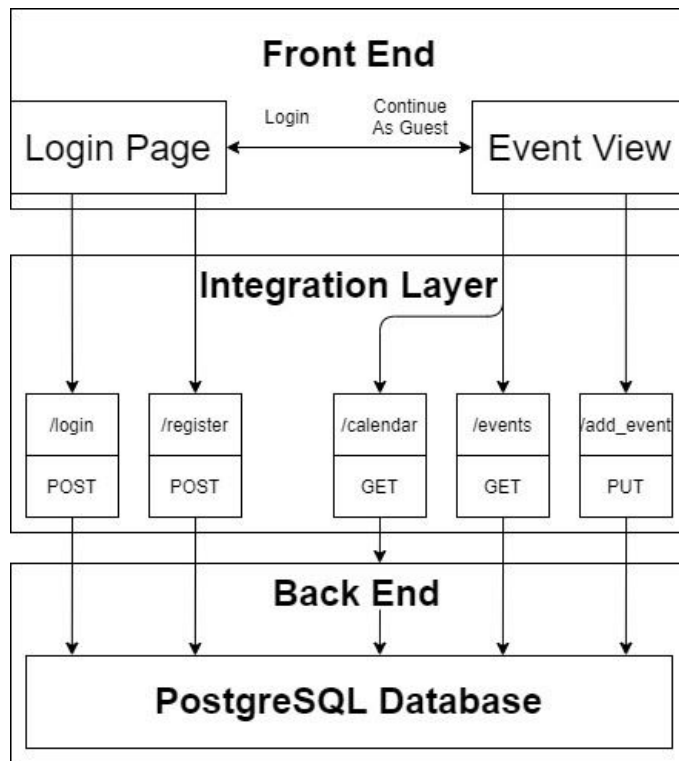 Front End
Login Page
Login
Continue
As Guest
Event View
Integration Layer
/login
/register
/calendar
/events
/add_event
POST
POST
GET
GET
PUT
Back End
PostgreSQL Database